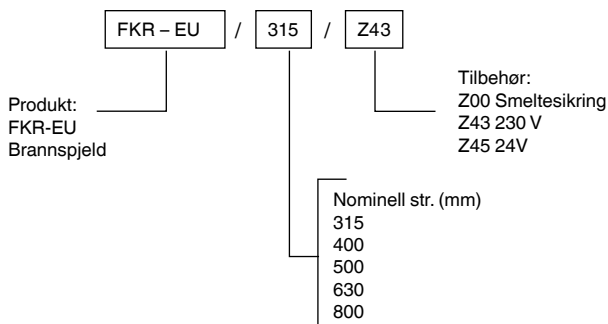 FKR – EU / 315 / Z43
Produkt:
FKR-EU
Brannspjeld
Tilbehør:
Z00 Smeltesikring
Z43 230 V
Z45 24V
Nominell str. (mm)
315
400
500
630
800